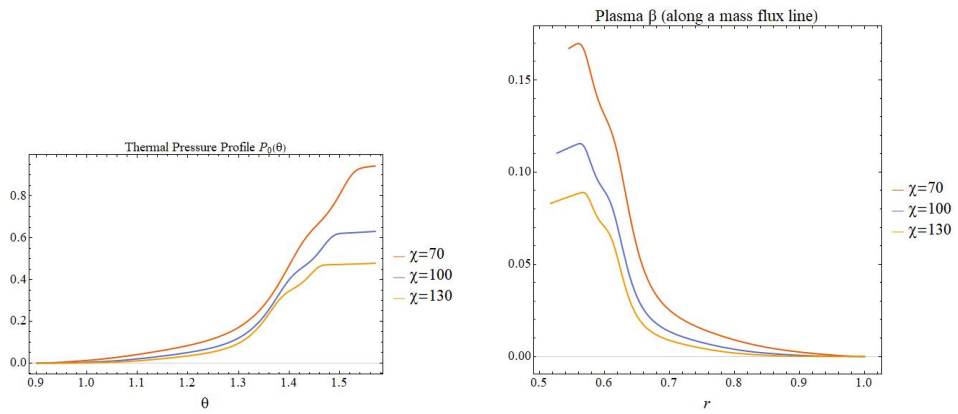 Thermal Pressure Profile P₀(θ)
0.8
0.6
0.4
0.2
0.0
0.9 1.0 1.1 1.2 1.3 1.4 1.5
θ
χ=70
χ=100
χ=130
Plasma β (along a mass flux line)
0.15
0.10
0.05
0.00
0.5 0.6 0.7 0.8 0.9 1.0
r
χ=70
χ=100
χ=130